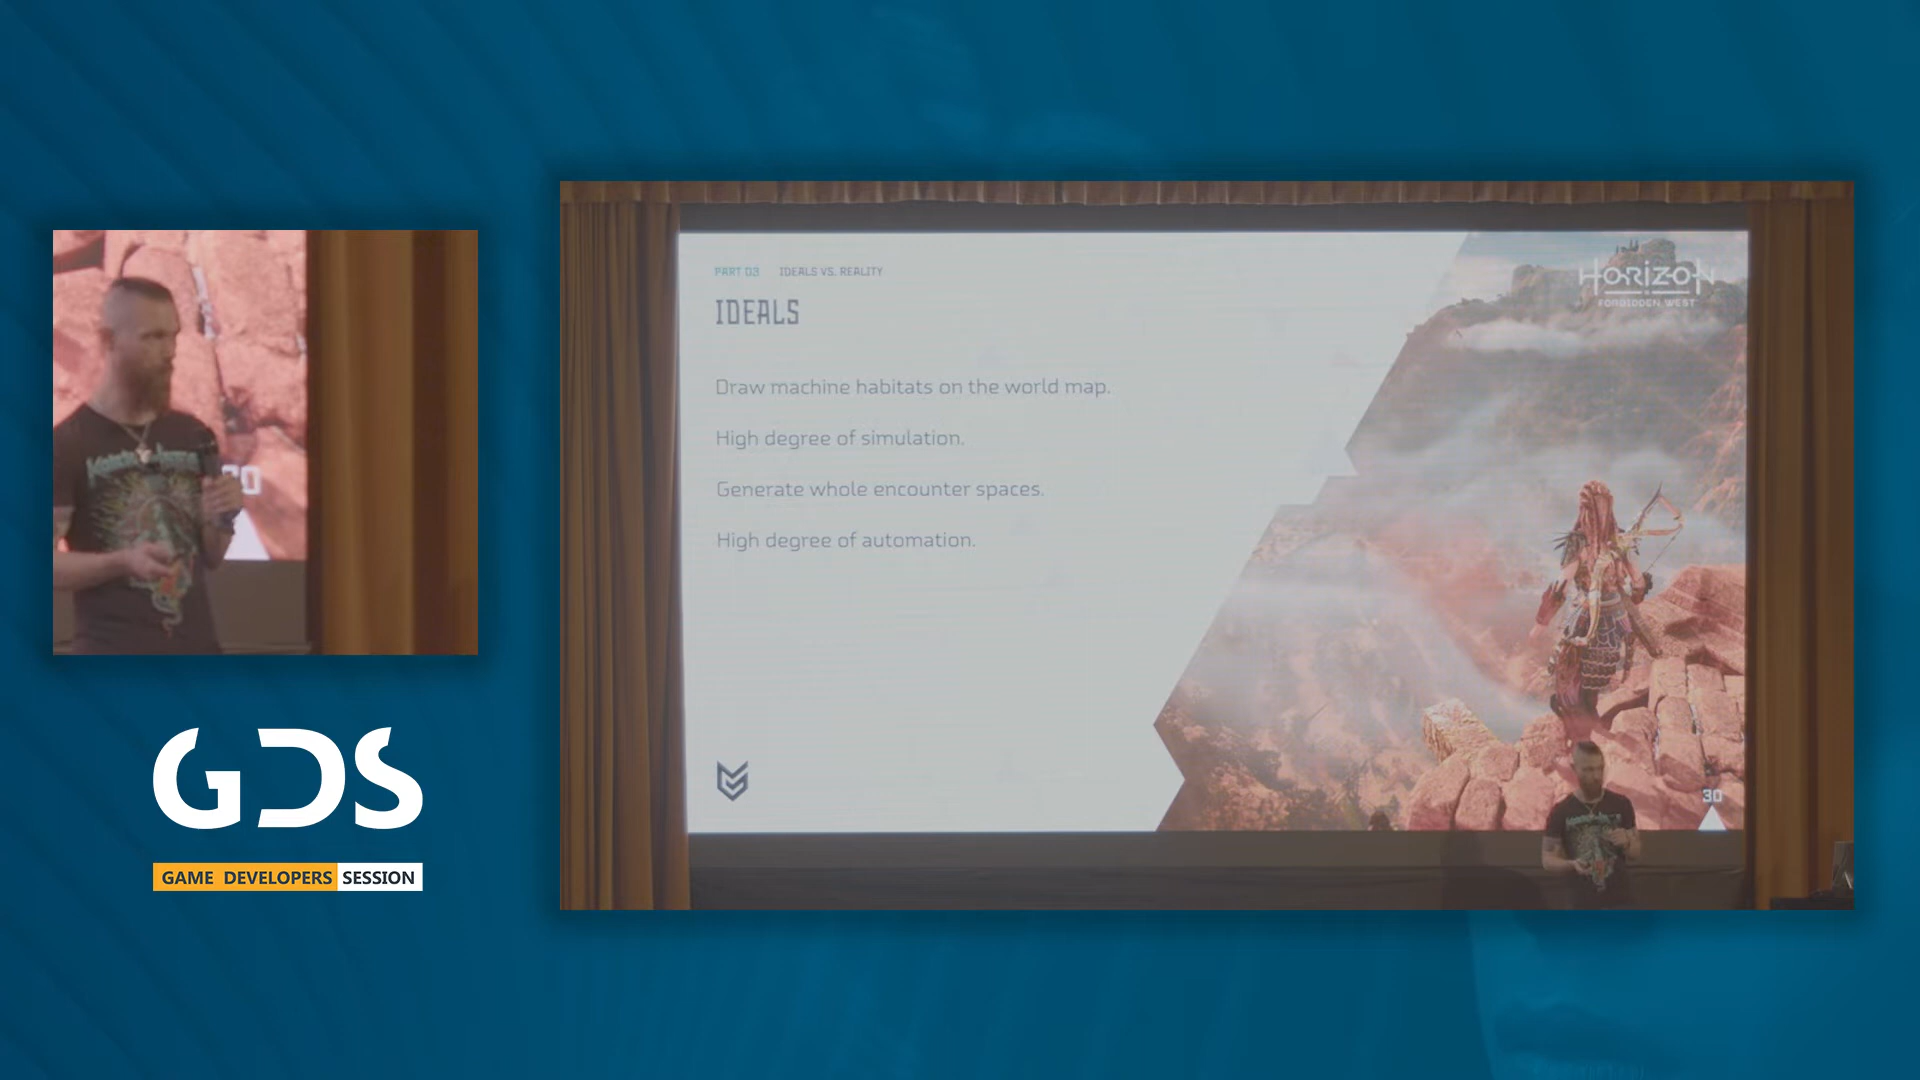 PART 03 IDEALS VS. REALITY
IDEALS
HORIZON
FORBIDDEN WEST
Draw machine habitats on the world map.
High degree of simulation.
Generate whole encounter spaces.
High degree of automation.
30
30
GDS
GAME DEVELOPERS SESSION